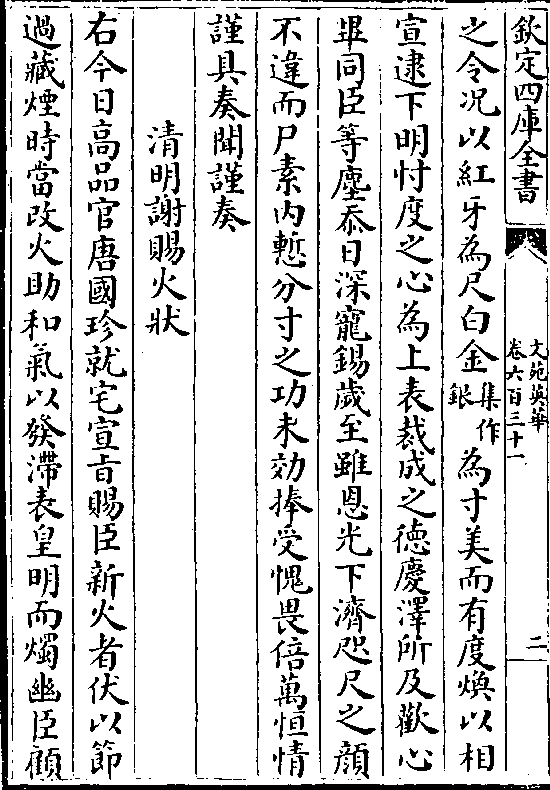 欽定四庫全書
文苑英華
卷六百三十一
二
之令况以紅牙為尺白金集作銀為寸美而有度煥以相
宣逮下明忖度之心為上表裁成之德慶澤所及歡心
畢同臣等塵忝日深寵錫歲至雖恩光下濟咫尺之顔
不違而尸素内慙分寸之功未効捧受愧畏倍萬恒情
謹具奏聞謹奏
清明謝賜火狀
右今日高品官唐國珍就宅宣旨賜臣新火者伏以節
過藏煙時當改火助和氣以發滯表皇明而燭幽臣顧